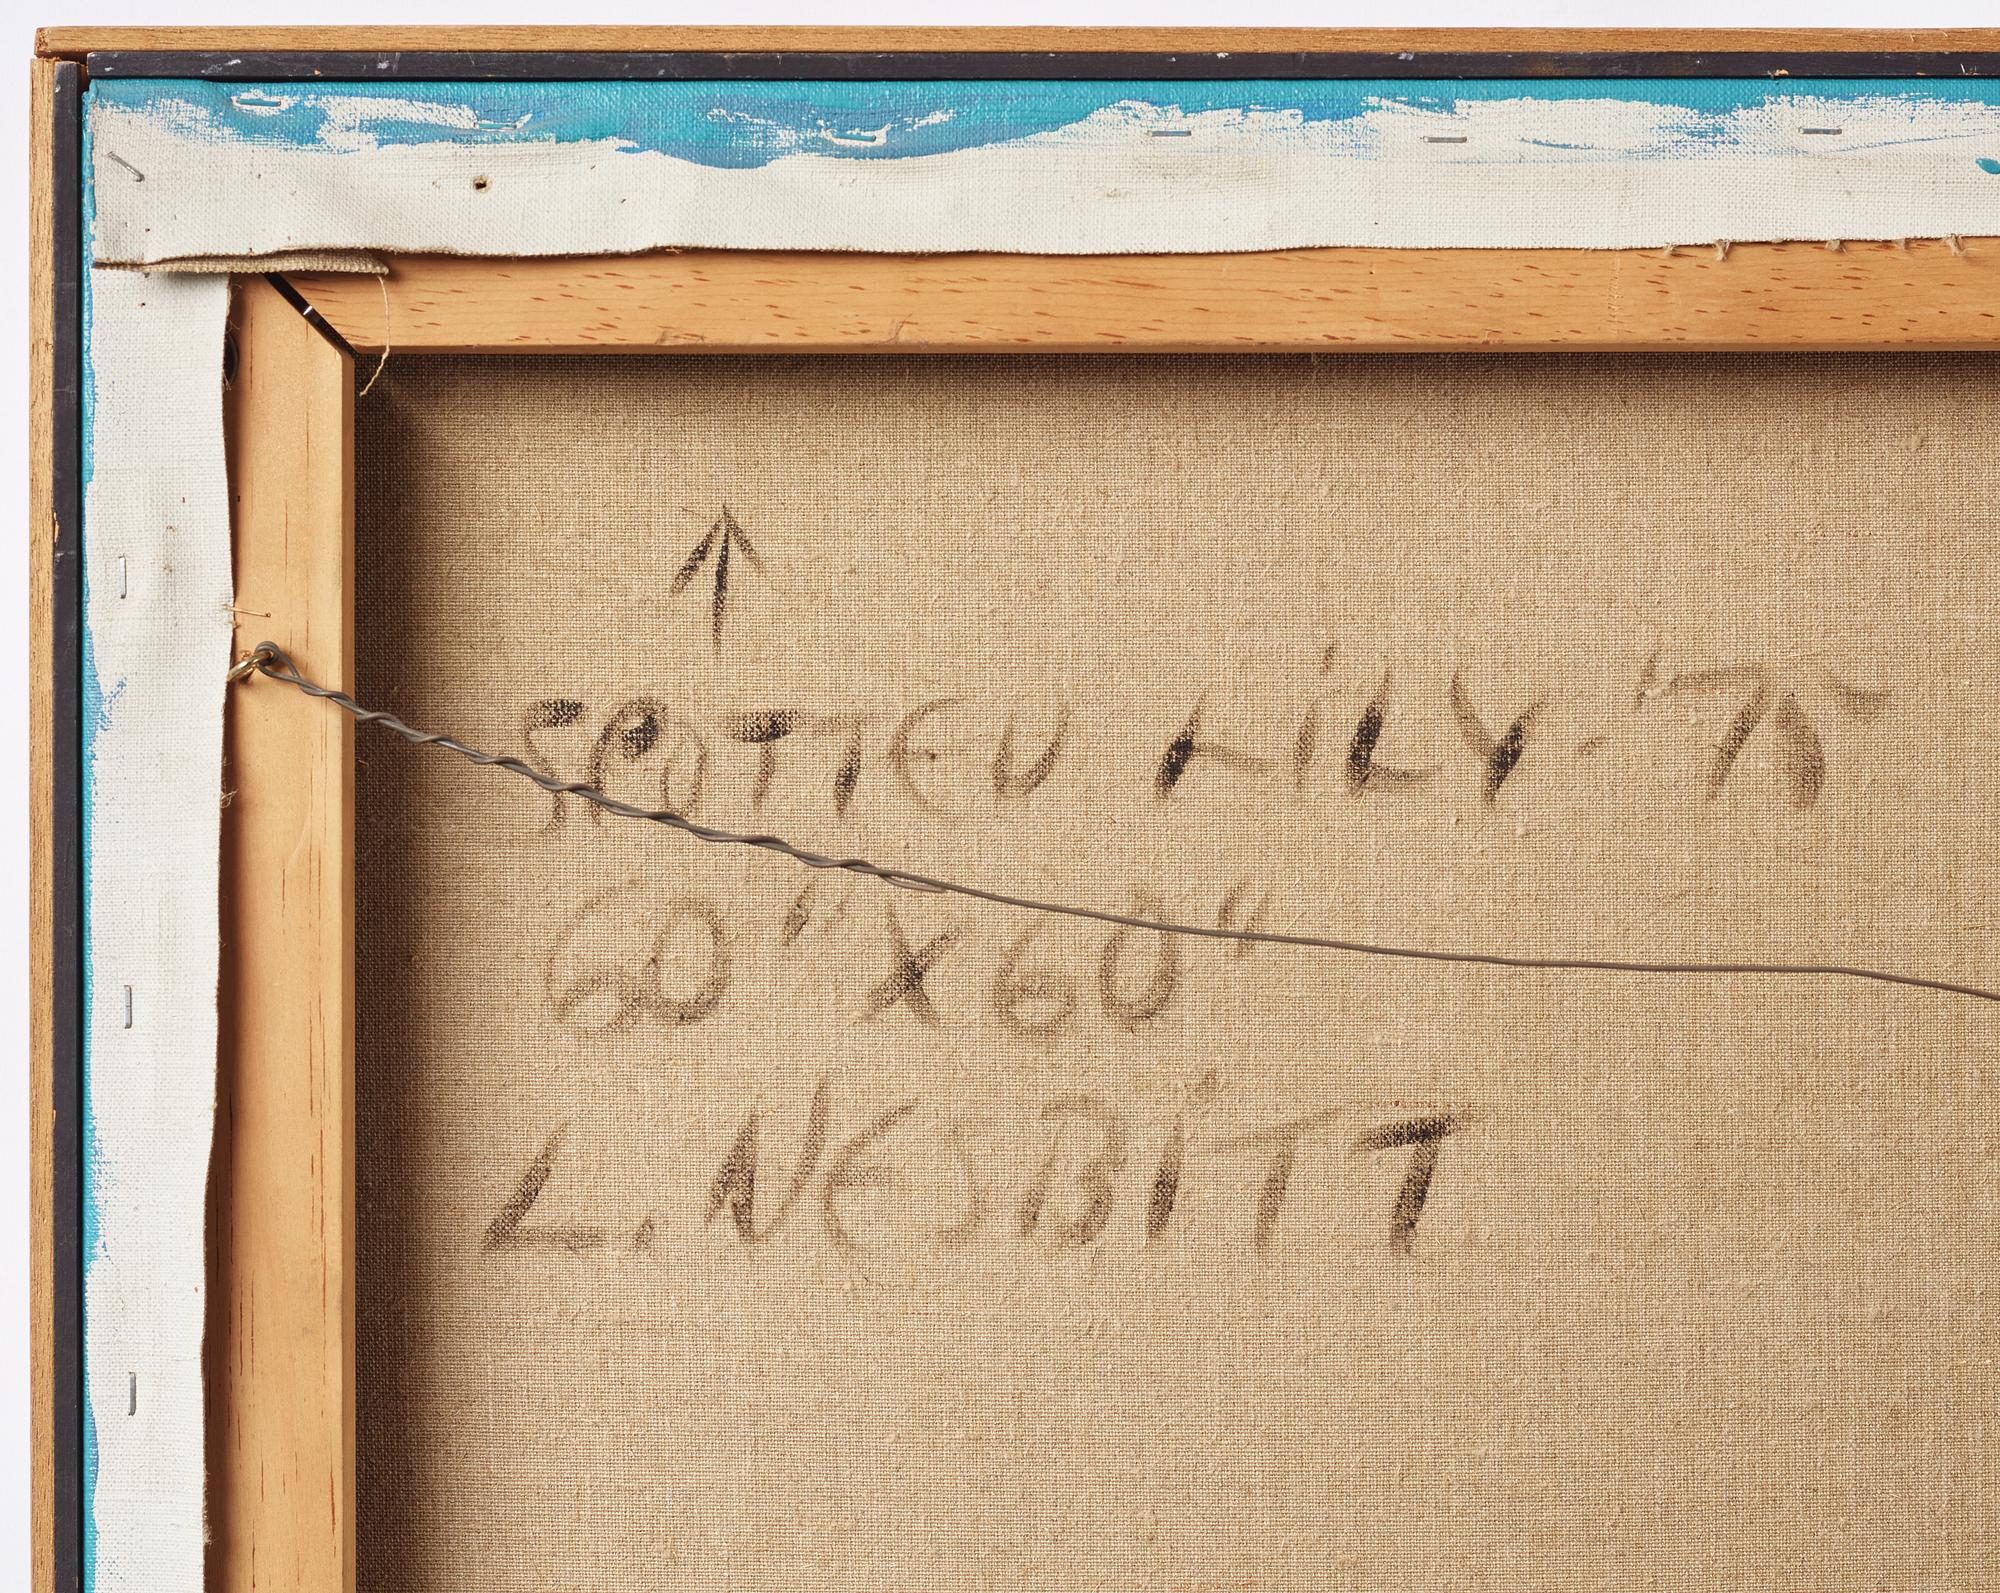 ↑
SPOTTED LILY '75
60" X 60"
L. NESBITT